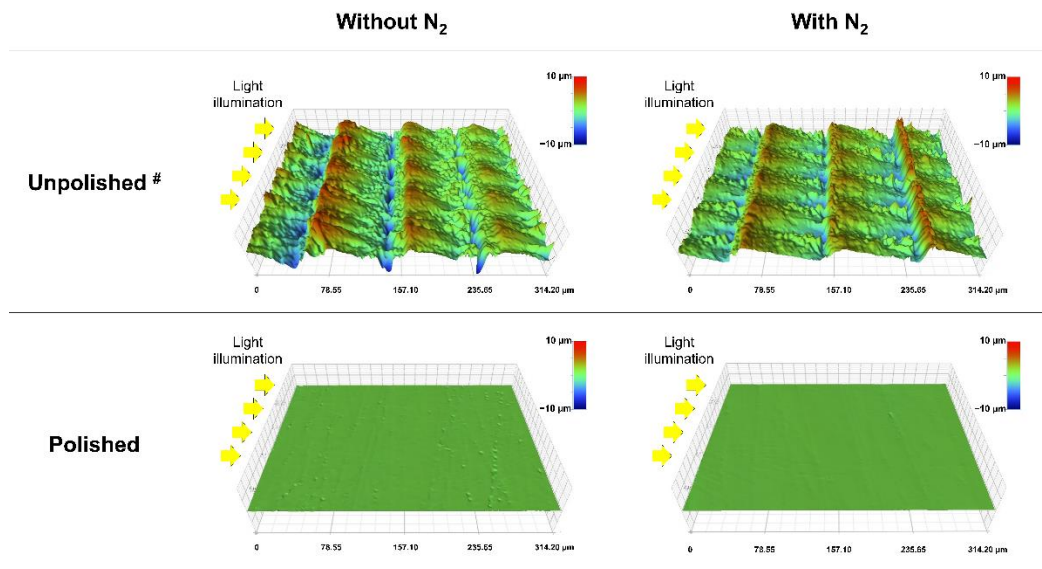 Without N₂
With N₂
Unpolished #
Light
illumination
10 μm
−10 μm
0
78.55
157.10
235.65
314.20 μm
Light
illumination
10 μm
−10 μm
0
78.55
157.10
235.65
314.20 μm
Polished
Light
illumination
10 μm
−10 μm
0
78.55
157.10
235.65
314.20 μm
Light
illumination
10 μm
−10 μm
0
78.55
157.10
235.65
314.20 μm